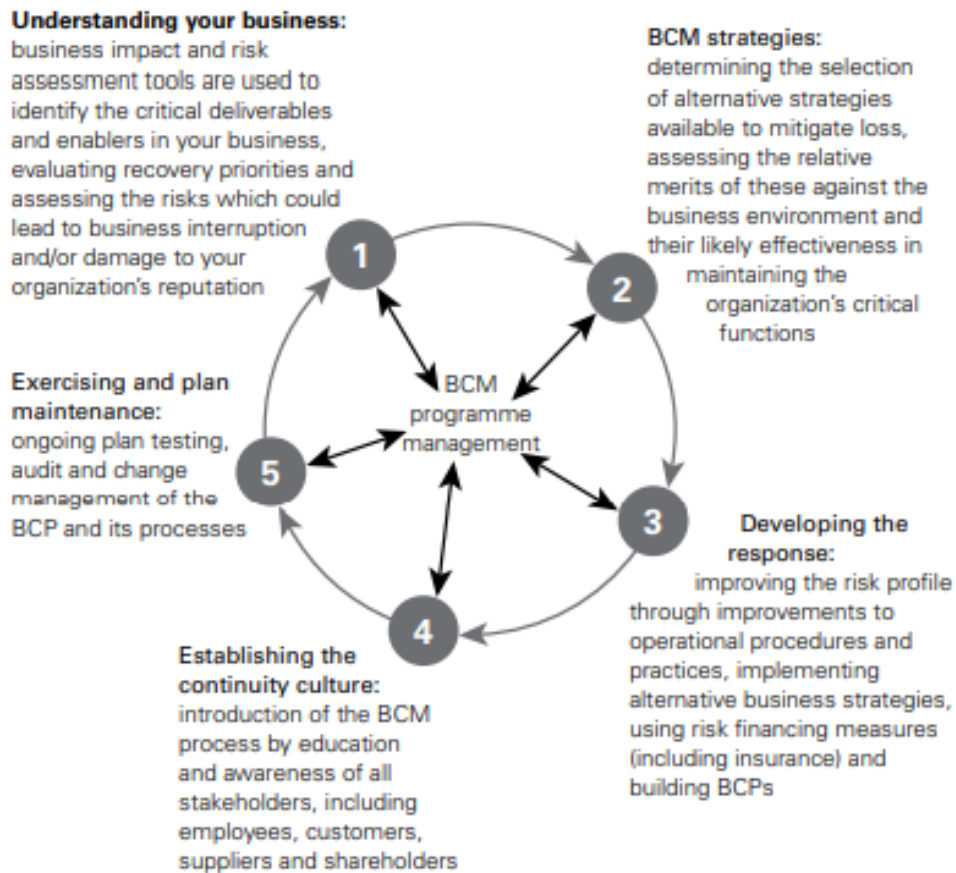 Understanding your business:
business impact and risk
assessment tools are used to
identify the critical deliverables
and enablers in your business,
evaluating recovery priorities and
assessing the risks which could
lead to business interruption
and/or damage to your
organization's reputation
1
BCM strategies:
determining the selection
of alternative strategies
available to mitigate loss,
assessing the relative
merits of these against the
business environment and
their likely effectiveness in
maintaining the
organization's critical
functions
2
BCM
programme
management
Exercising and plan
maintenance:
ongoing plan testing,
audit and change
management of the
BCP and its processes
5
3
Developing the
response:
improving the risk profile
through improvements to
operational procedures and
practices, implementing
alternative business strategies,
using risk financing measures
(including insurance) and
building BCPs
4
Establishing the
continuity culture:
introduction of the BCM
process by education
and awareness of all
stakeholders, including
employees, customers,
suppliers and shareholders